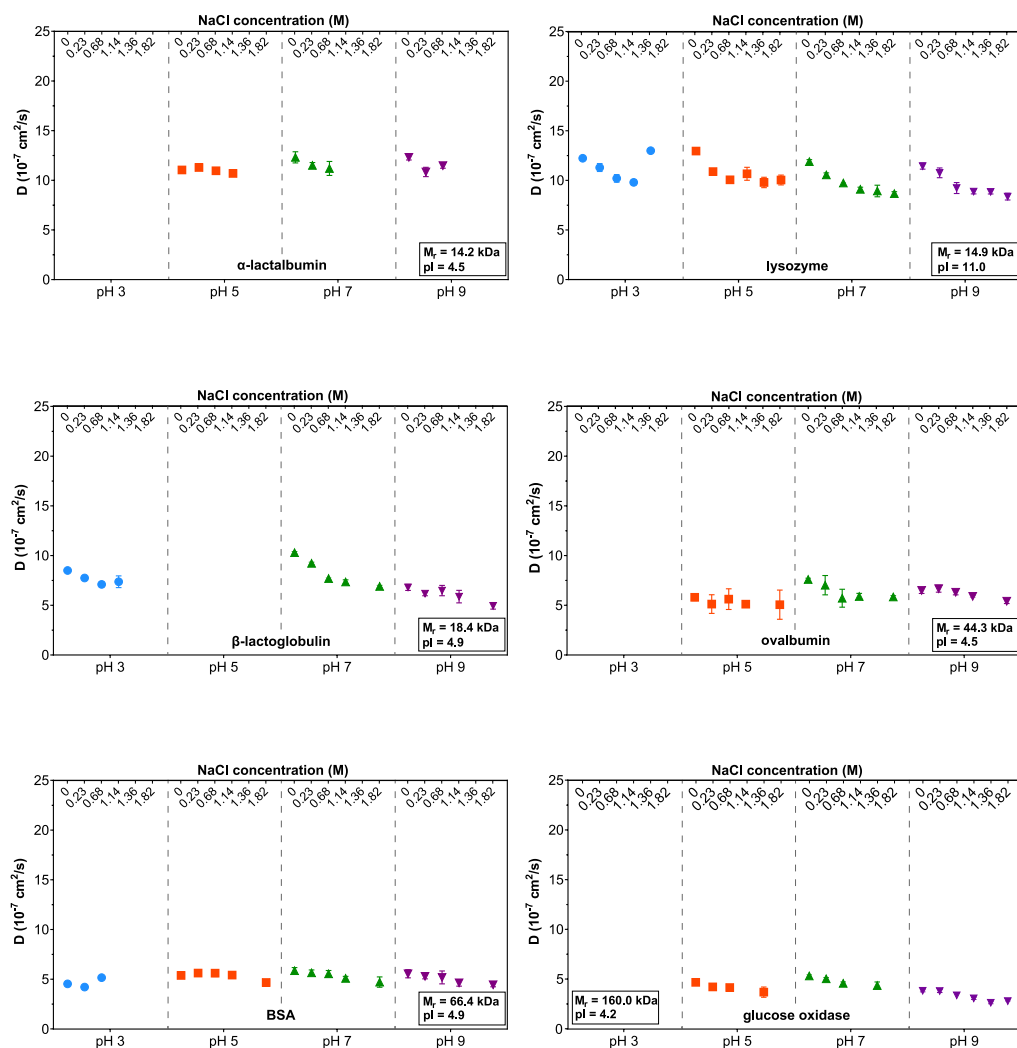 NaCl concentration (M)
0 0.23 0.68 1.14 1.36 1.82 0 0.23 0.68 1.14 1.36 1.82 0 0.23 0.68 1.14 1.36 1.82 0 0.23 0.68 1.14 1.36 1.82
25
20
15
10
5
0
D (10⁻⁷ cm²/s)
Mᵣ = 14.2 kDa
pI = 4.5
α-lactalbumin
pH 3 pH 5 pH 7 pH 9
NaCl concentration (M)
0 0.23 0.68 1.14 1.36 1.82 0 0.23 0.68 1.14 1.36 1.82 0 0.23 0.68 1.14 1.36 1.82 0 0.23 0.68 1.14 1.36 1.82
25
20
15
10
5
0
D (10⁻⁷ cm²/s)
Mᵣ = 14.9 kDa
pI = 11.0
lysozyme
pH 3 pH 5 pH 7 pH 9
NaCl concentration (M)
0 0.23 0.68 1.14 1.36 1.82 0 0.23 0.68 1.14 1.36 1.82 0 0.23 0.68 1.14 1.36 1.82 0 0.23 0.68 1.14 1.36 1.82
25
20
15
10
5
0
D (10⁻⁷ cm²/s)
Mᵣ = 18.4 kDa
pI = 4.9
β-lactoglobulin
pH 3 pH 5 pH 7 pH 9
NaCl concentration (M)
0 0.23 0.68 1.14 1.36 1.82 0 0.23 0.68 1.14 1.36 1.82 0 0.23 0.68 1.14 1.36 1.82 0 0.23 0.68 1.14 1.36 1.82
25
20
15
10
5
0
D (10⁻⁷ cm²/s)
Mᵣ = 44.3 kDa
pI = 4.5
ovalbumin
pH 3 pH 5 pH 7 pH 9
NaCl concentration (M)
0 0.23 0.68 1.14 1.36 1.82 0 0.23 0.68 1.14 1.36 1.82 0 0.23 0.68 1.14 1.36 1.82 0 0.23 0.68 1.14 1.36 1.82
25
20
15
10
5
0
D (10⁻⁷ cm²/s)
Mᵣ = 66.4 kDa
pI = 4.9
BSA
pH 3 pH 5 pH 7 pH 9
NaCl concentration (M)
0 0.23 0.68 1.14 1.36 1.82 0 0.23 0.68 1.14 1.36 1.82 0 0.23 0.68 1.14 1.36 1.82 0 0.23 0.68 1.14 1.36 1.82
25
20
15
10
5
0
D (10⁻⁷ cm²/s)
Mᵣ = 160.0 kDa
pI = 4.2
glucose oxidase
pH 3 pH 5 pH 7 pH 9